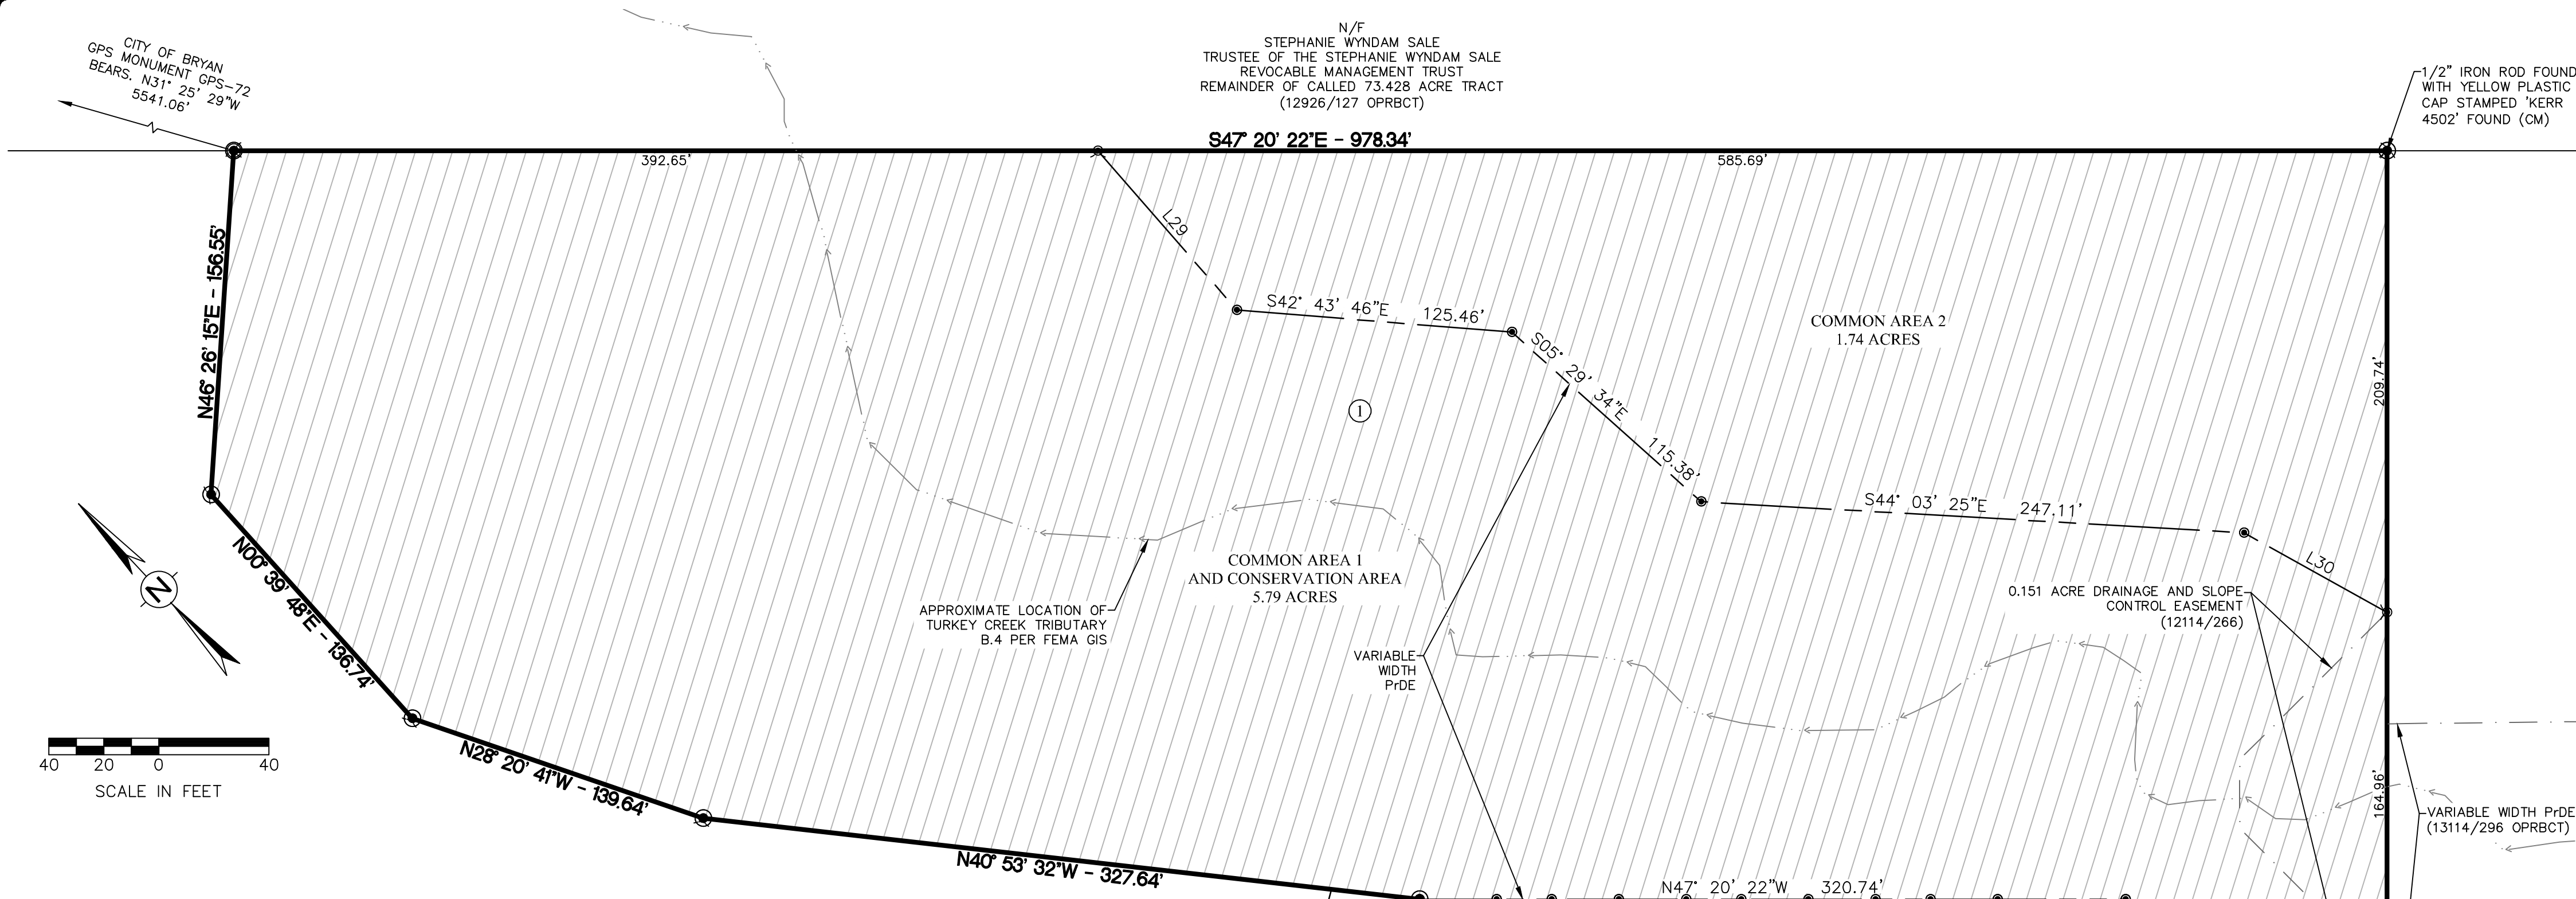 CITY OF BRYAN
GPS MONUMENT GPS-72
BEARS, N31° 25' 29"W
5541.06'
N/F
STEPHANIE WYNDAM SALE
TRUSTEE OF THE STEPHANIE WYNDAM SALE
REVOCABLE MANAGEMENT TRUST
REMAINDER OF CALLED 73.428 ACRE TRACT
(12926/127 OPRBCT)
1/2" IRON ROD FOUND
WITH YELLOW PLASTIC
CAP STAMPED 'KERR
4502' FOUND (CM)
S47° 20' 22"E - 978.34'
392.65'
585.69'
N46° 26' 15"E - 156.55'
L29
S42° 43' 46"E 125.46'
S05° 29' 34"E 115.38'
COMMON AREA 2
1.74 ACRES
209.74'
1
S44° 03' 25"E 247.11'
L30
N00° 39' 48"E - 136.74'
N
COMMON AREA 1
AND CONSERVATION AREA
5.79 ACRES
APPROXIMATE LOCATION OF
TURKEY CREEK TRIBUTARY
B.4 PER FEMA GIS
0.151 ACRE DRAINAGE AND SLOPE
CONTROL EASEMENT
(12114/266)
VARIABLE
WIDTH
PrDE
40 20 0 40
SCALE IN FEET
N28° 20' 41"W - 139.64'
164.96'
VARIABLE WIDTH PrDE
(13114/296 OPRBCT)
N40° 53' 32"W - 327.64'
N47° 20' 22"W 320.74'